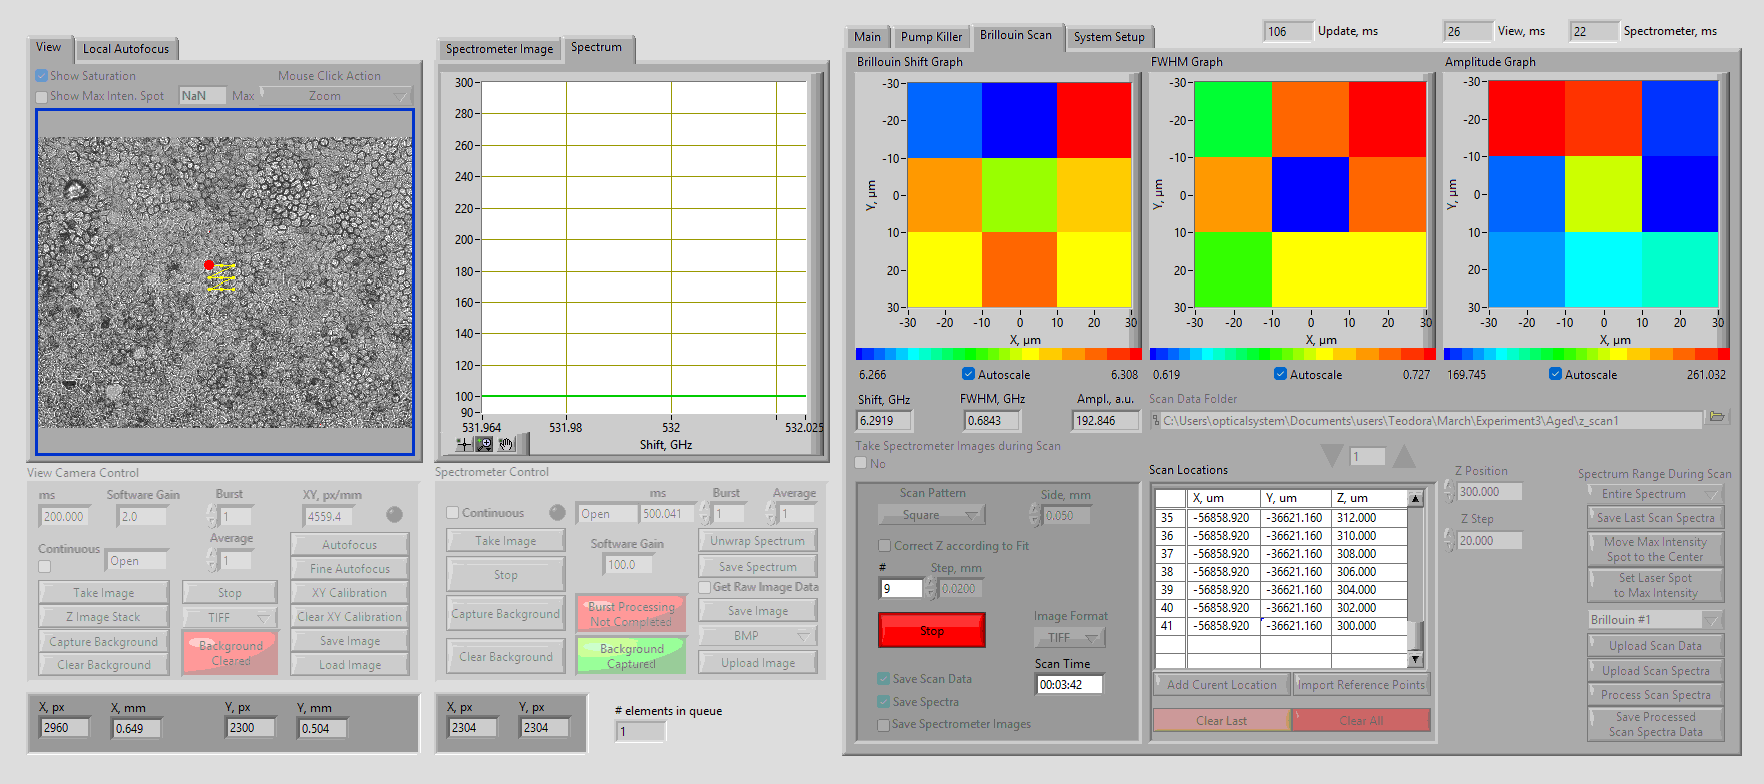 View
Local Autofocus
Show Saturation
Mouse Click Action
Show Max Inten. Spot
NaN
Max
Zoom
View Camera Control
ms
Software Gain
Burst
XY, px/mm
200.000
2.0
1
4559.4
Average
Continuous
Open
1
Autofocus
Fine Autofocus
Take Image
Stop
XY Calibration
Z Image Stack
TIFF
Clear XY Calibration
Capture Background
Background
Cleared
Save Image
Clear Background
Load Image
X, px
X, mm
Y, px
Y, mm
2960
0.649
2300
0.504
Spectrometer Image
Spectrum
300
280
260
240
220
200
180
160
140
120
100
90
531.964
531.98
532
532.025
Shift, GHz
Spectrometer Control
ms
Burst
Average
Continuous
Open
500.041
1
1
Take Image
Software Gain
Unwrap Spectrum
Stop
100.0
Save Spectrum
Get Raw Image Data
Capture Background
Burst Processing
Not Completed
Save Image
BMP
Clear Background
Background
Captured
Upload Image
X, px
Y, px
2304
2304
# elements in queue
1
106
Update, ms
26
View, ms
22
Spectrometer, ms
Main
Pump Killer
Brillouin Scan
System Setup
Brillouin Shift Graph
-30
-20
-10
0
10
20
30
Y, µm
-30
-20
-10
0
10
20
30
X, µm
6.266
Autoscale
6.308
FWHM Graph
-30
-20
-10
0
10
20
30
Y, µm
-30
-20
-10
0
10
20
30
X, µm
0.619
Autoscale
0.727
Amplitude Graph
-30
-20
-10
0
10
20
30
Y, µm
-30
-20
-10
0
10
20
30
X, µm
169.745
Autoscale
261.032
Shift, GHz
FWHM, GHz
Ampl., a.u.
6.2919
0.6843
192.846
Scan Data Folder
C:\Users\opticalsystem\Documents\users\Teodora\March\Experiment3\Aged\z_scan1
Take Spectrometer Images during Scan
No
1
Scan Pattern
Side, mm
Square
0.050
Correct Z according to Fit
#
Step, mm
9
0.0200
Stop
Image Format
TIFF
Scan Time
00:03:42
Save Scan Data
Save Spectra
Save Spectrometer Images
Scan Locations
X, um
Y, um
Z, um
35 -56858.920 -36621.160 312.000
36 -56858.920 -36621.160 310.000
37 -56858.920 -36621.160 308.000
38 -56858.920 -36621.160 306.000
39 -56858.920 -36621.160 304.000
40 -56858.920 -36621.160 302.000
41 -56858.920 -36621.160 300.000
Add Curent Location
Import Reference Points
Clear Last
Clear All
Z Position
300.000
Z Step
20.000
Spectrum Range During Scan
Entire Spectrum
Save Last Scan Spectra
Move Max Intensity
Spot to the Center
Set Laser Spot
to Max Intensity
Brillouin #1
Upload Scan Data
Upload Scan Spectra
Process Scan Spectra
Save Processed
Scan Spectra Data